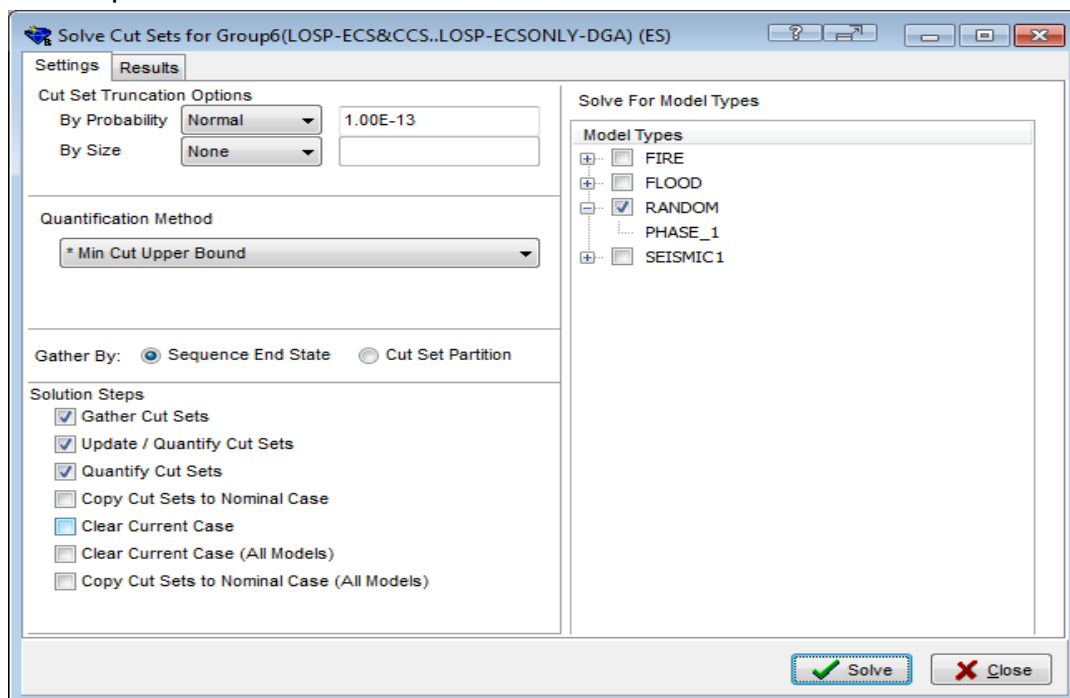 Solve Cut Sets for Group6(LOSP-ECS&CCS..LOSP-ECSONLY-DGA) (ES)
Settings Results
Cut Set Truncation Options
By Probability Normal 1.00E-13
By Size None
Quantification Method
* Min Cut Upper Bound
Gather By: Sequence End State Cut Set Partition
Solution Steps
Gather Cut Sets
Update / Quantify Cut Sets
Quantify Cut Sets
Copy Cut Sets to Nominal Case
Clear Current Case
Clear Current Case (All Models)
Copy Cut Sets to Nominal Case (All Models)
Solve For Model Types
Model Types
FIRE
FLOOD
RANDOM
PHASE_1
SEISMIC1
Solve Close